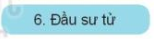 6. Đầu sư tử